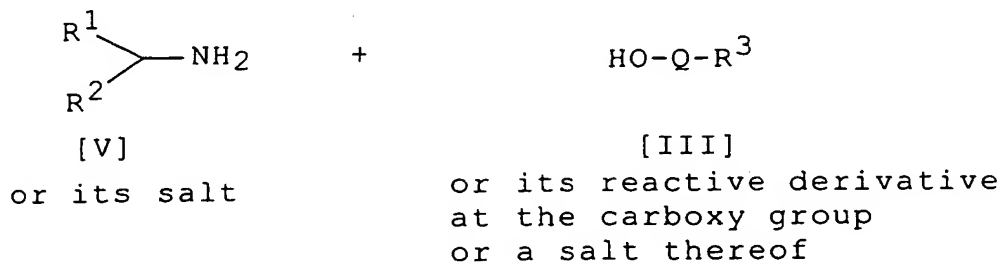 R1
NH2 + HO-Q-R3
R2
[V] [III]
or its salt or its reactive derivative
at the carboxy group
or a salt thereof